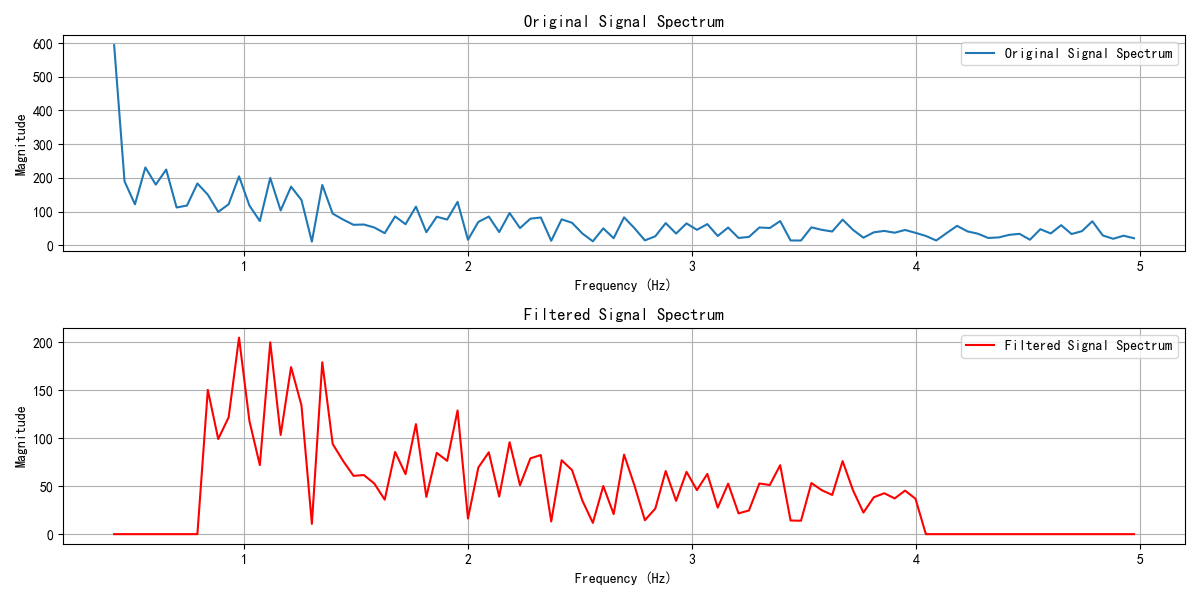 Original Signal Spectrum
600
500
400
300
200
100
0
Magnitude
Original Signal Spectrum
1
2
3
4
5
Frequency (Hz)
Filtered Signal Spectrum
200
150
100
50
0
Magnitude
Filtered Signal Spectrum
1
2
3
4
5
Frequency (Hz)